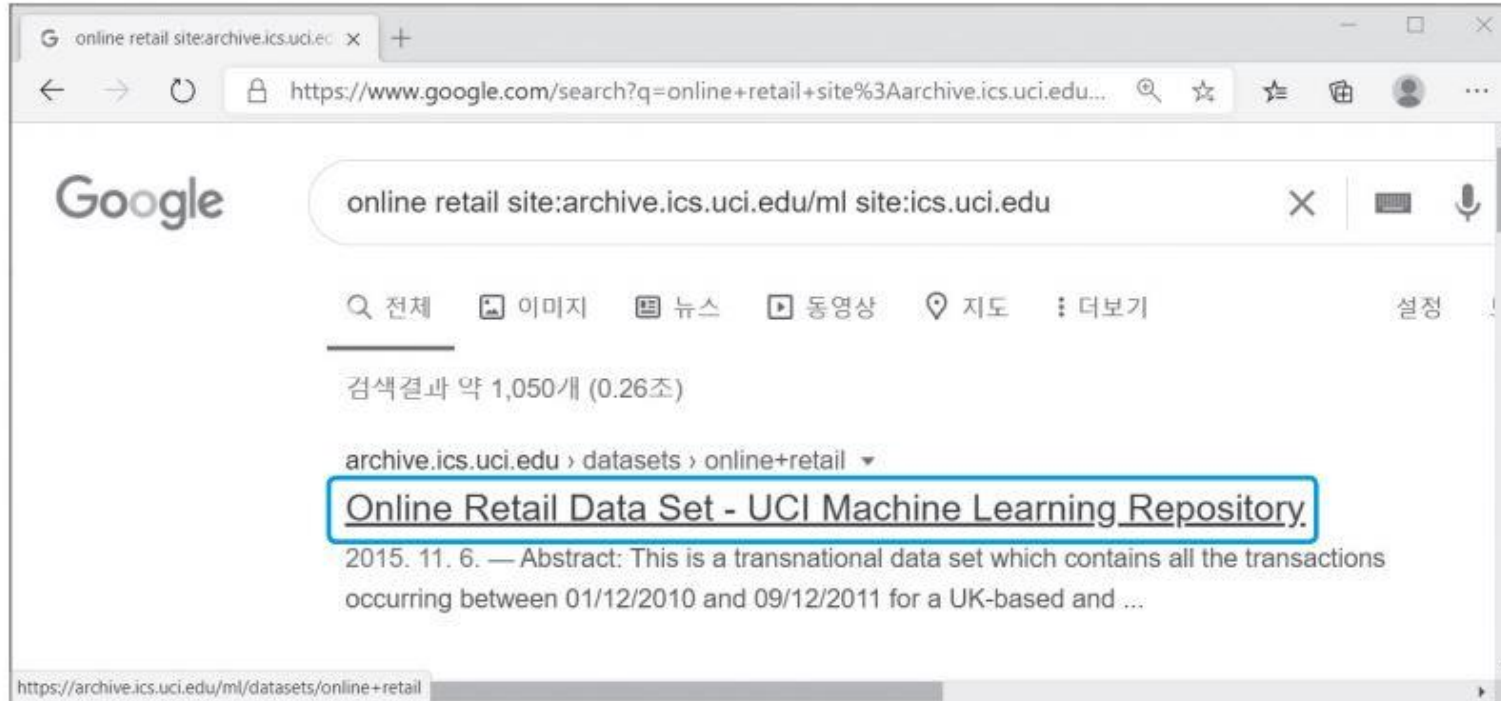 G online retail site:archive.ics.uci.ec
https://www.google.com/search?q=online+retail+site%3Aarchive.ics.uci.edu...
Google
online retail site:archive.ics.uci.edu/ml site:ics.uci.edu
전체 이미지 뉴스 동영상 지도 더보기 설정
검색결과 약 1,050개 (0.26초)
archive.ics.uci.edu › datasets › online+retail
Online Retail Data Set - UCI Machine Learning Repository
2015. 11. 6. — Abstract: This is a transnational data set which contains all the transactions
occurring between 01/12/2010 and 09/12/2011 for a UK-based and ...
https://archive.ics.uci.edu/ml/datasets/online+retail